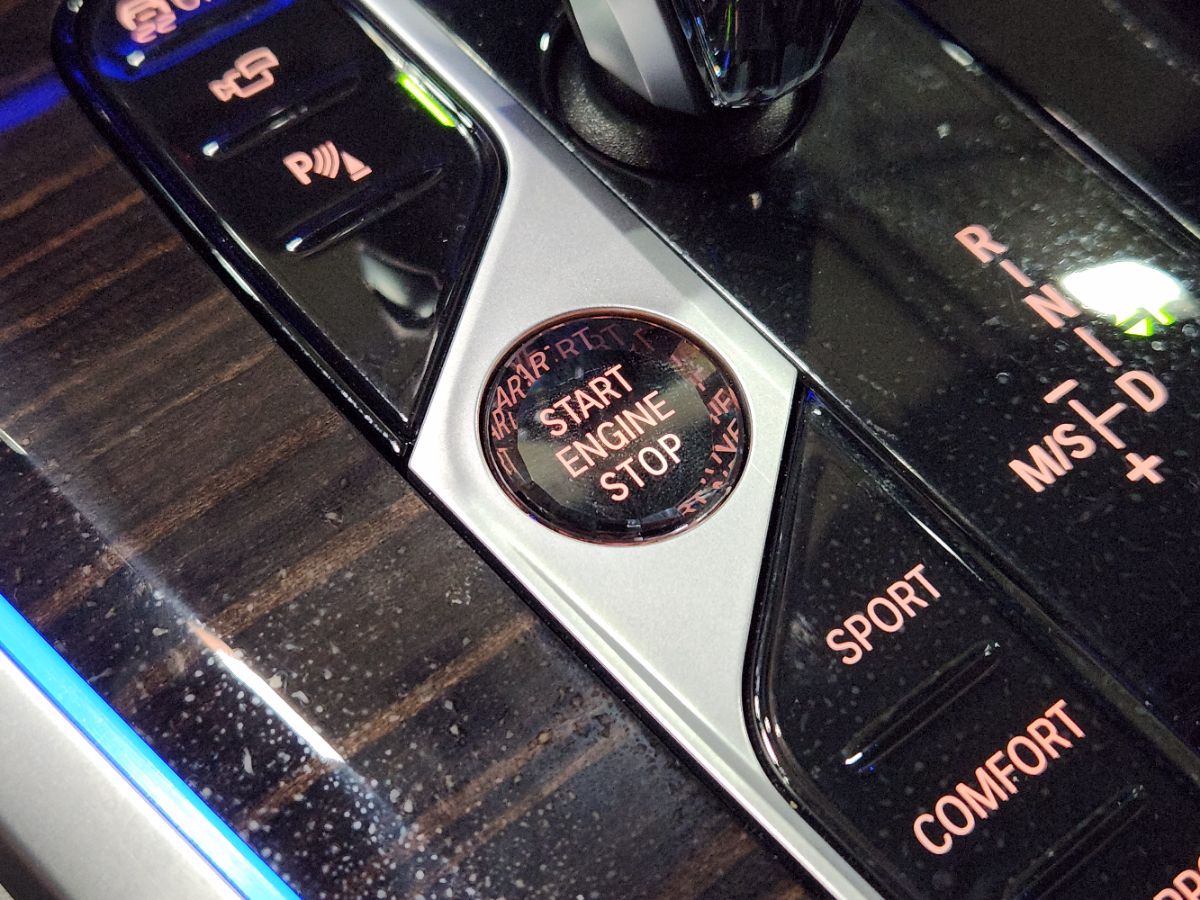 P
START
ENGINE
STOP
R
N
D
M/S
+
SPORT
COMFORT